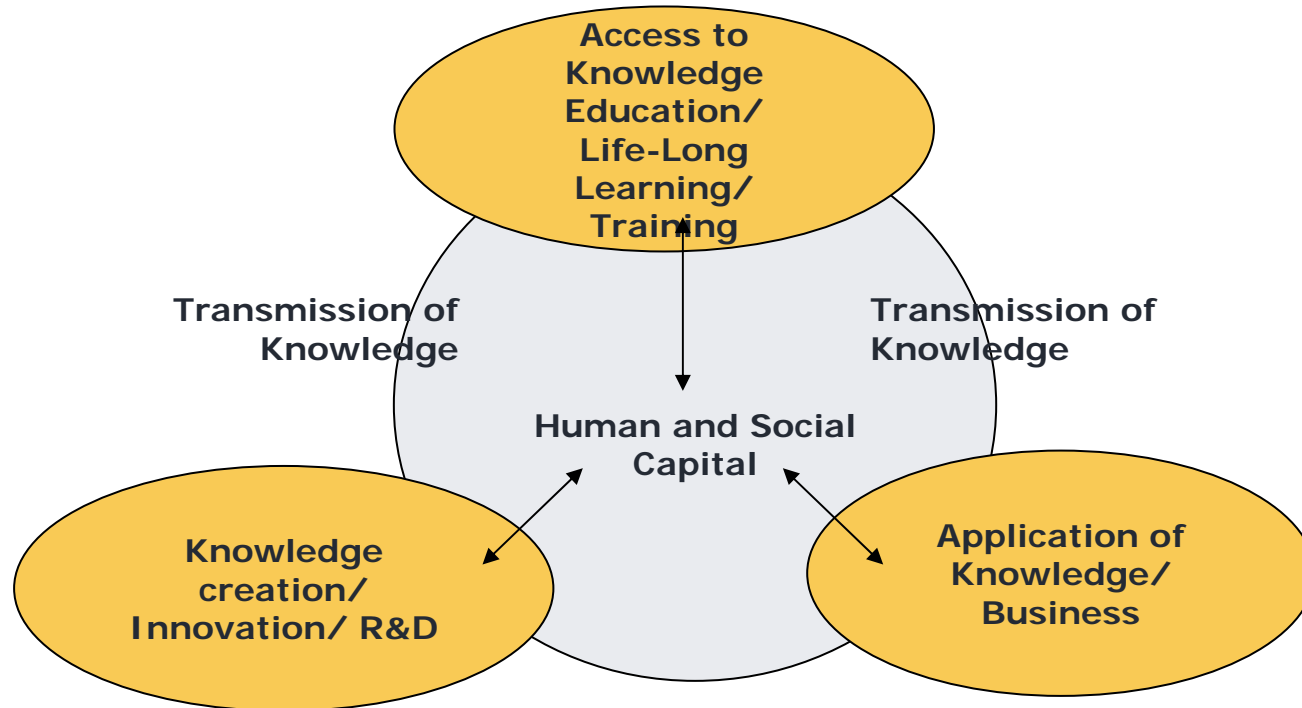 Access to
Knowledge
Education/
Life-Long
Learning/
Training
Transmission of
Knowledge
Transmission of
Knowledge
Human and Social
Capital
Knowledge
creation/
Innovation/ R&D
Application of
Knowledge/
Business